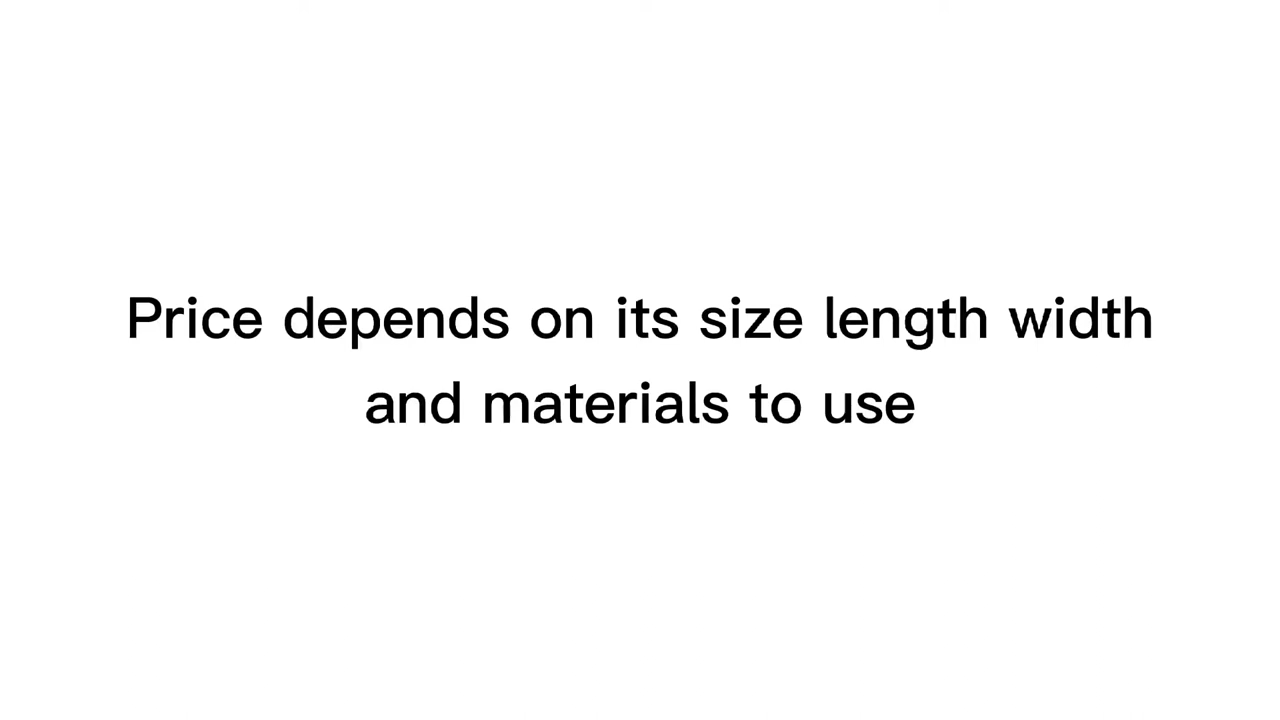 Price depends on its size length width
and materials to use